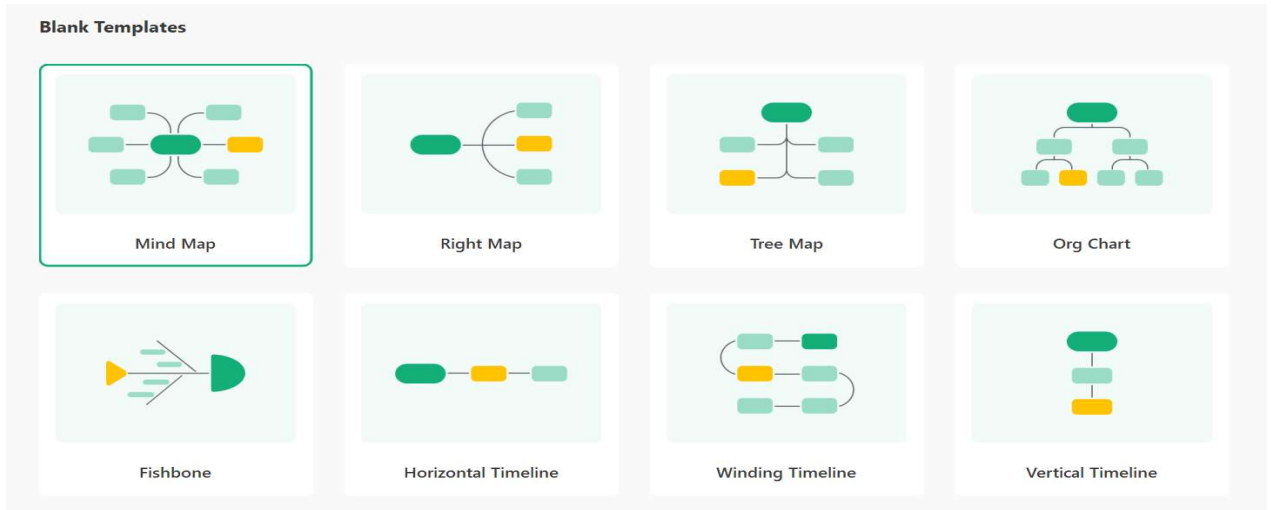 Blank Templates
Mind Map
Right Map
Tree Map
Org Chart
Fishbone
Horizontal Timeline
Winding Timeline
Vertical Timeline